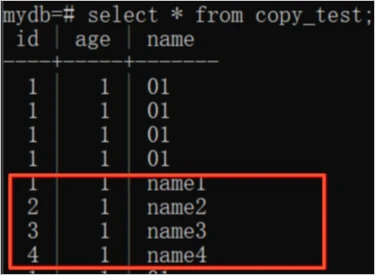 mydb=# select * from copy_test;
id | age | name
----+-----+-------
1 | 1 | 01
1 | 1 | 01
1 | 1 | 01
1 | 1 | 01
1 | 1 | name1
2 | 1 | name2
3 | 1 | name3
4 | 1 | name4